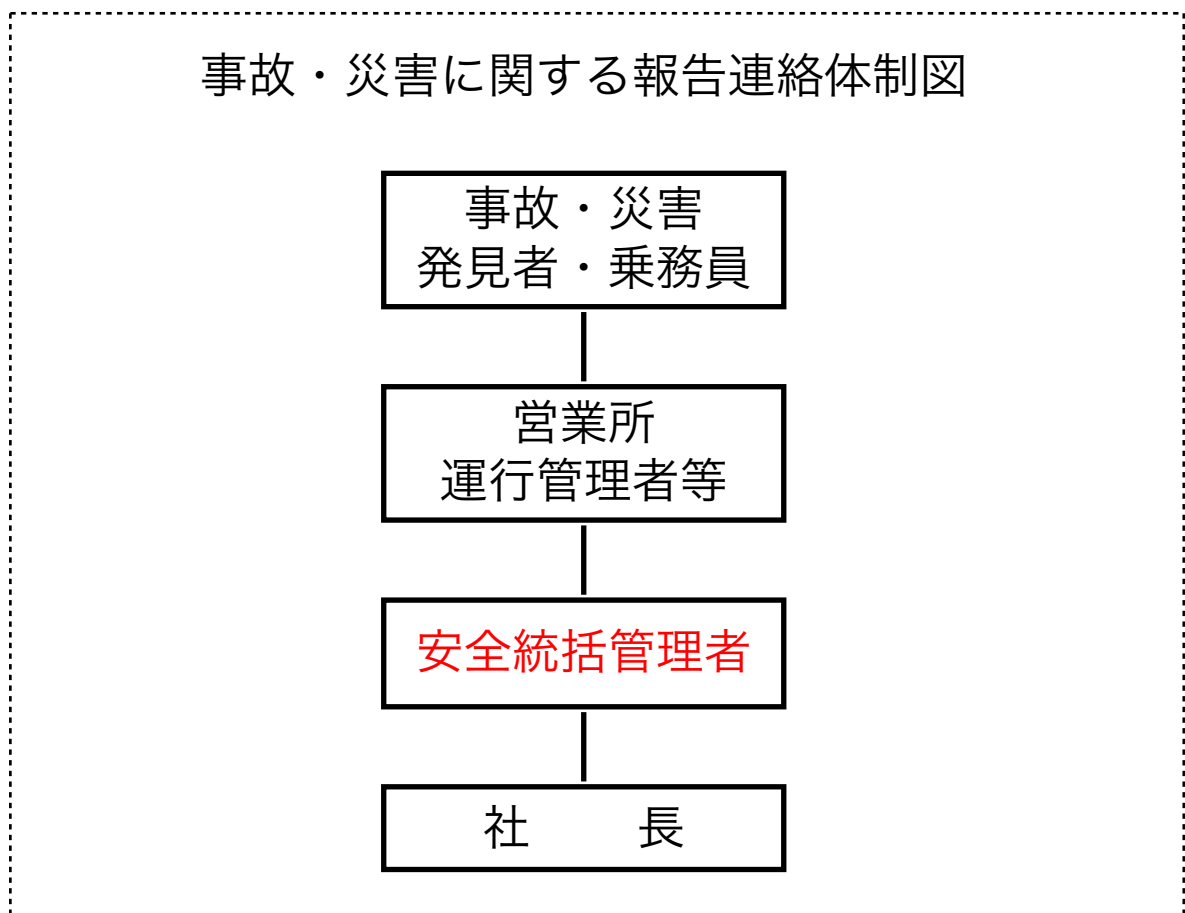 事故・災害に関する報告連絡体制図
事故・災害
発見者・乗務員
営業所
運行管理者等
安全統括管理者
社　　長